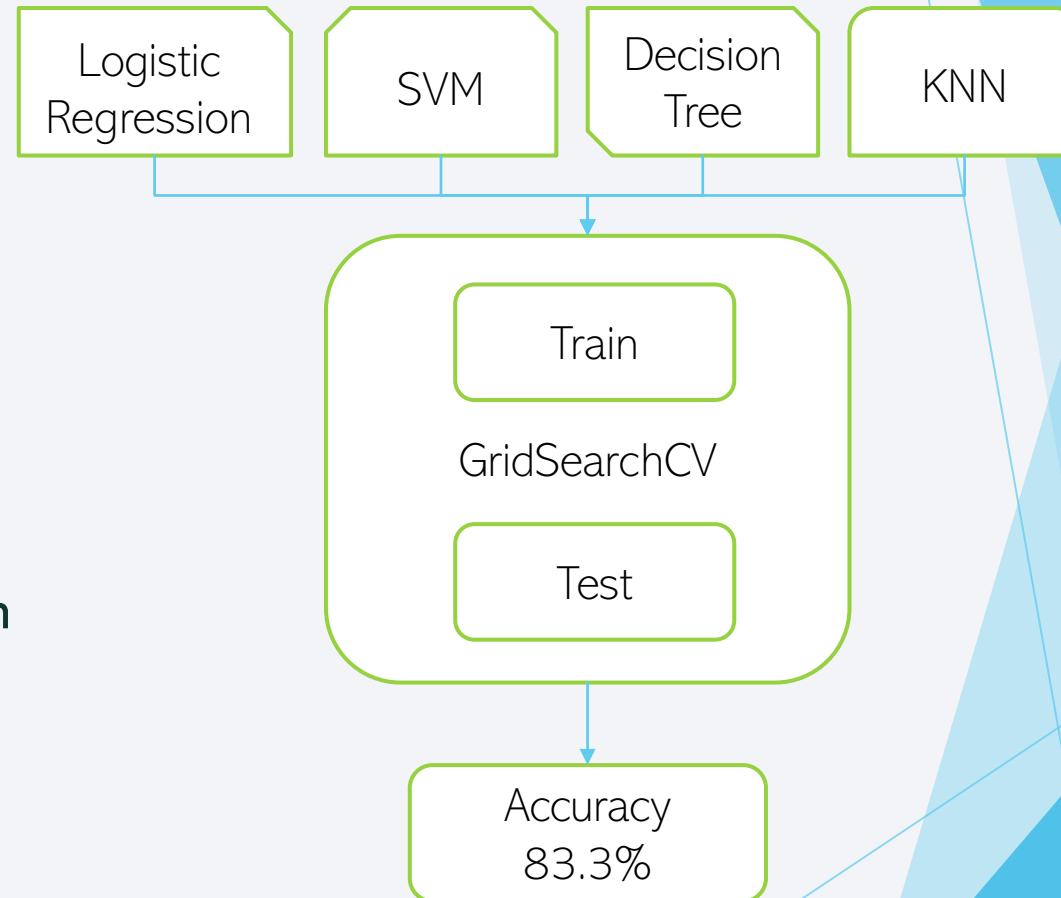 Logistic
Regression
SVM
Decision
Tree
KNN
Train
GridSearchCV
Test
n
Accuracy
83.3%